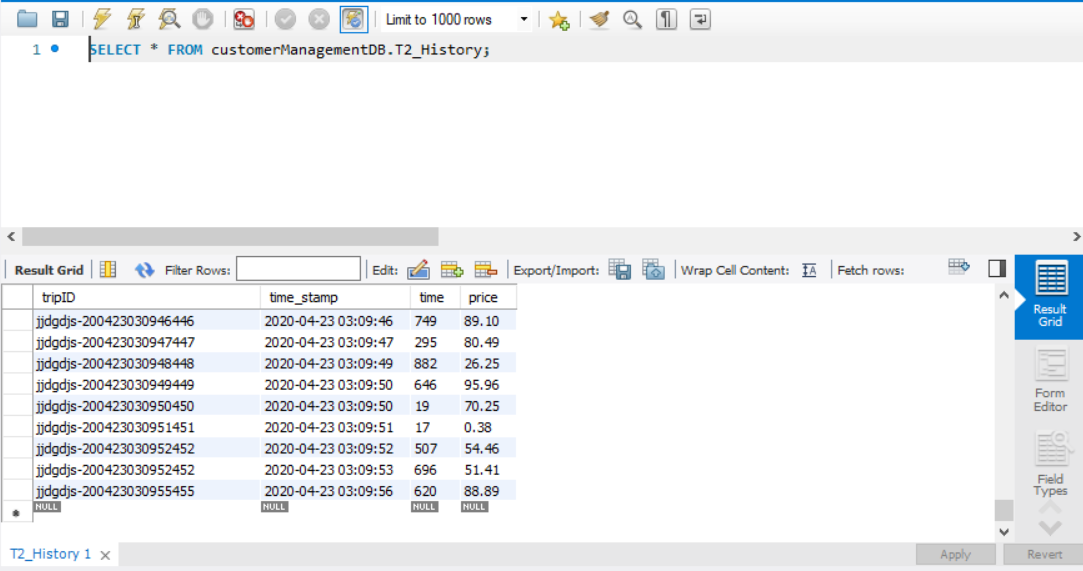 Limit to 1000 rows
1 SELECT * FROM customerManagementDB.T2_History;
Result Grid Filter Rows: Edit: Export/Import: Wrap Cell Content: Fetch rows:
tripID time_stamp time price
jjdgdjs-200423030946446 2020-04-23 03:09:46 749 89.10
jjdgdjs-200423030947447 2020-04-23 03:09:47 295 80.49
jjdgdjs-200423030948448 2020-04-23 03:09:49 882 26.25
jjdgdjs-200423030949449 2020-04-23 03:09:50 646 95.96
jjdgdjs-200423030950450 2020-04-23 03:09:50 19 70.25
jjdgdjs-200423030951451 2020-04-23 03:09:51 17 0.38
jjdgdjs-200423030952452 2020-04-23 03:09:52 507 54.46
jjdgdjs-200423030952452 2020-04-23 03:09:53 696 51.41
jjdgdjs-200423030955455 2020-04-23 03:09:56 620 88.89
* NULL NULL NULL NULL
Result
Grid
Form
Editor
Field
Types
T2_History 1 × Apply Revert